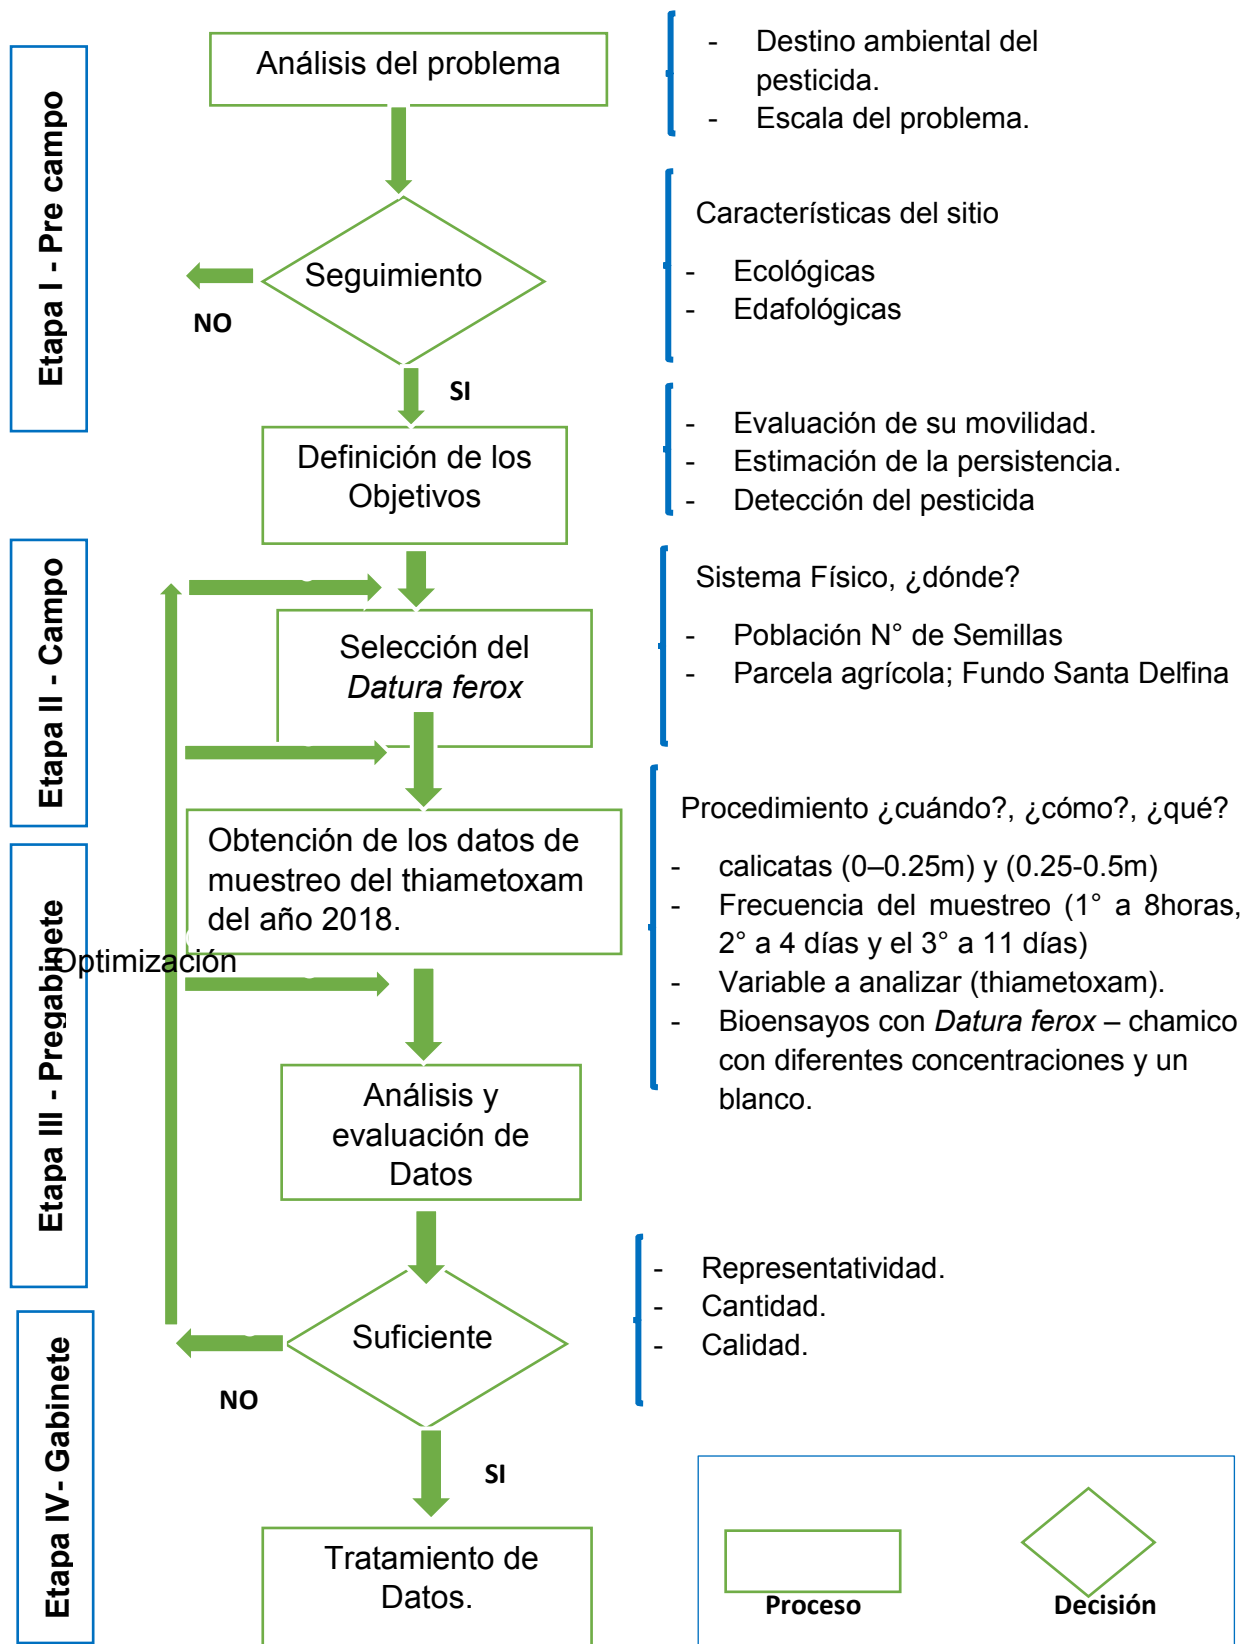 Etapa I - Pre campo
Análisis del problema
- Destino ambiental del
pesticida.
- Escala del problema.
Seguimiento
NO
SI
Características del sitio
- Ecológicas
- Edafológicas
Definición de los
Objetivos
- Evaluación de su movilidad.
- Estimación de la persistencia.
- Detección del pesticida
Etapa II - Campo
Selección del
Datura ferox
Sistema Físico, ¿dónde?
- Población N° de Semillas
- Parcela agrícola; Fundo Santa Delfina
Etapa III - Pregabinete
Optimización
Obtención de los datos de
muestreo del thiametoxam
del año 2018.
Procedimiento ¿cuándo?, ¿cómo?, ¿qué?
- calicatas (0–0.25m) y (0.25-0.5m)
- Frecuencia del muestreo (1° a 8horas,
2° a 4 días y el 3° a 11 días)
- Variable a analizar (thiametoxam).
- Bioensayos con Datura ferox – chamico
con diferentes concentraciones y un
blanco.
Análisis y
evaluación de
Datos
Etapa IV- Gabinete
Suficiente
NO
SI
- Representatividad.
- Cantidad.
- Calidad.
Tratamiento de
Datos.
Proceso
Decisión